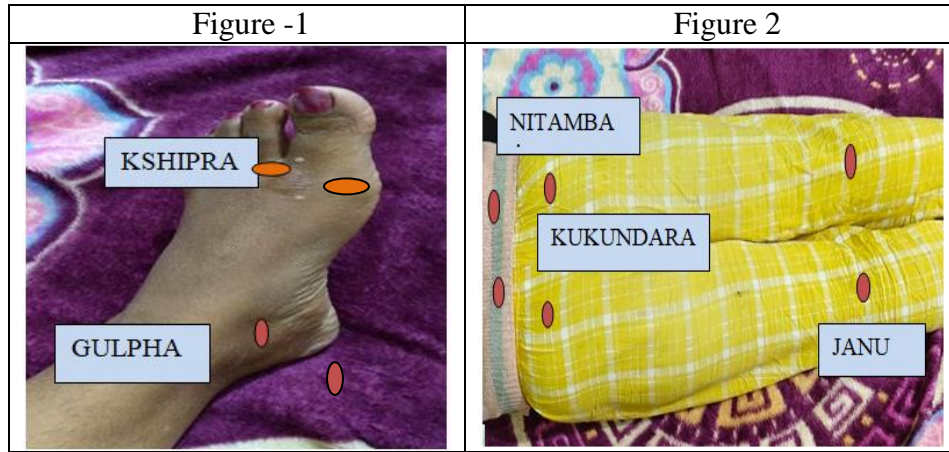 Figure -1
Figure 2
KSHIPRA
GULPHA
NITAMBA
KUKUNDARA
JANU